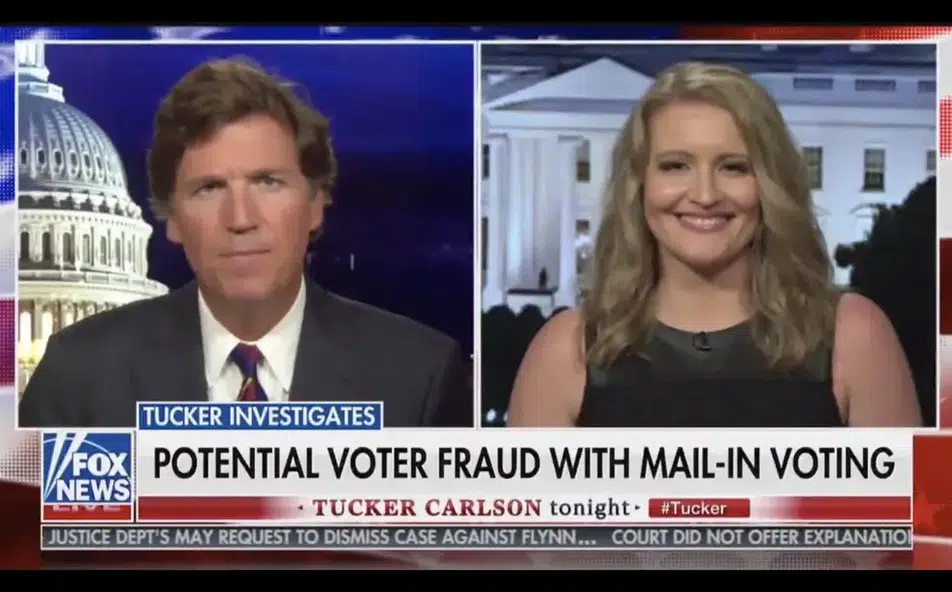 TUCKER INVESTIGATES
FOX
NEWS
LIVE
POTENTIAL VOTER FRAUD WITH MAIL-IN VOTING
· TUCKER CARLSON tonight · #Tucker
JUSTICE DEPT'S MAY REQUEST TO DISMISS CASE AGAINST FLYNN... COURT DID NOT OFFER EXPLANATIO